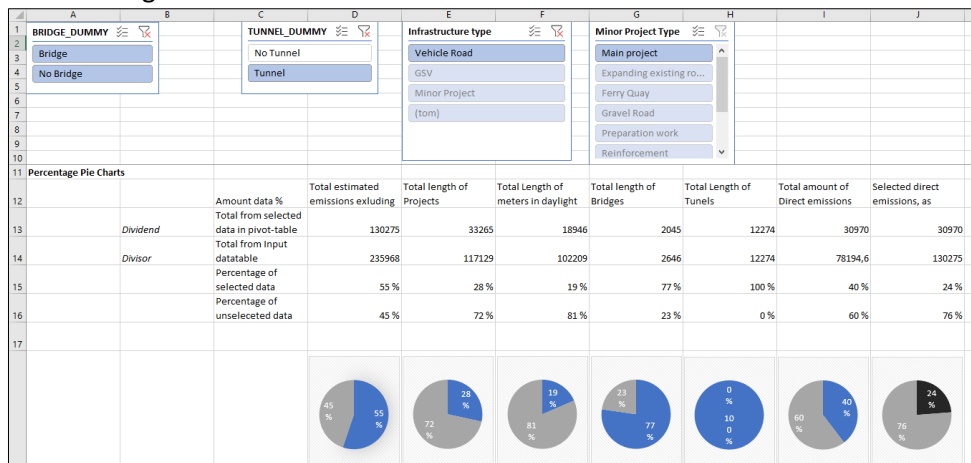 A B C D E F G H I J
1 BRIDGE_DUMMY TUNNEL_DUMMY Infrastructure type Minor Project Type
2 Bridge No Tunnel Vehicle Road Main project
3
4 No Bridge Tunnel GSV Expanding existing ro...
5 Minor Project Ferry Quay
6
7 (tom) Gravel Road
8 Preparation work
9
10 Reinforcement
11 Percentage Pie Charts
Total estimated Total length of Total Length of Total length of Total Length of Total amount of Selected direct
12 Amount data % emissions exluding Projects meters in daylight Bridges Tunels Direct emissions emissions, as
Total from selected
13 Dividend data in pivot-table 130275 33265 18946 2045 12274 30970 30970
Total from Input
14 Divisor datatable 235968 117129 102209 2646 12274 78194,6 130275
Percentage of
15 selected data 55 % 28 % 19 % 77 % 100 % 40 % 24 %
Percentage of
16 unseleceted data 45 % 72 % 81 % 23 % 0 % 60 % 76 %
17
45 % 55 %
28 % 72 %
19 % 81 %
23 % 77 %
0 % 100
40 % 60 %
24 % 76 %